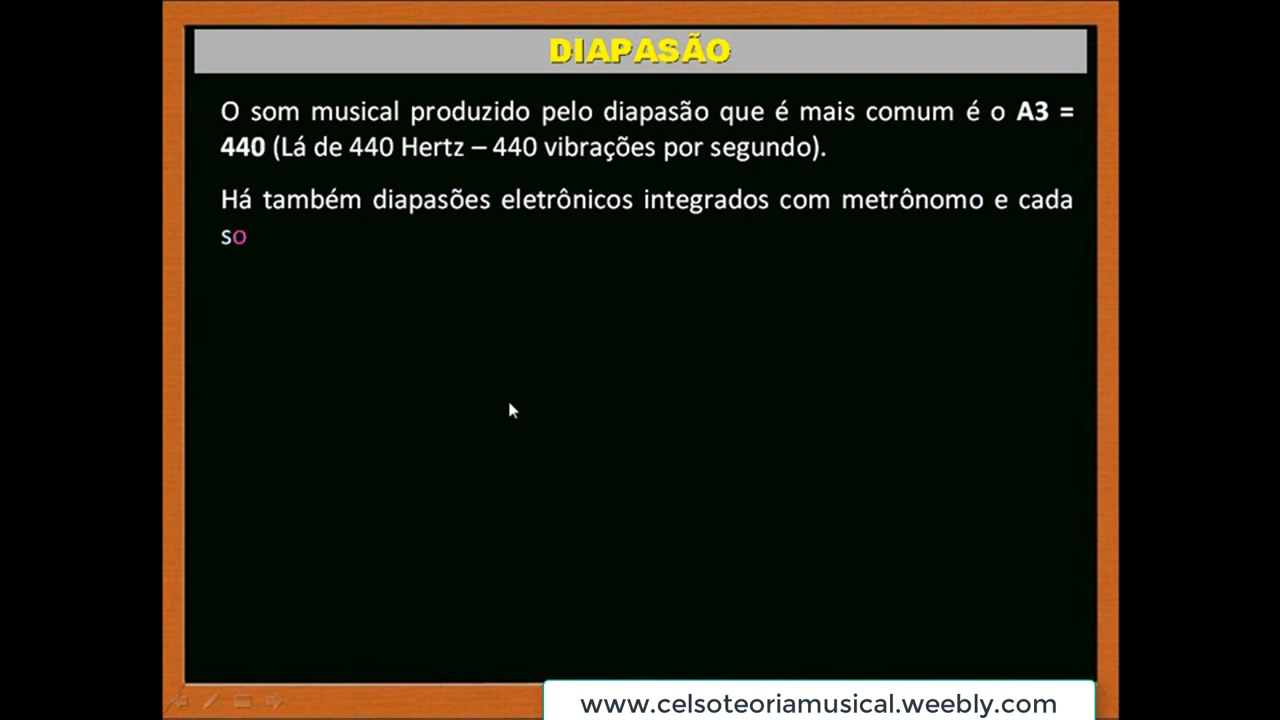 DIAPASÃO
O som musical produzido pelo diapasão que é mais comum é o A3 =
440 (Lá de 440 Hertz – 440 vibrações por segundo).
Há também diapasões eletrônicos integrados com metrônomo e cada
so
www.celsoteoriamusical.weebly.com